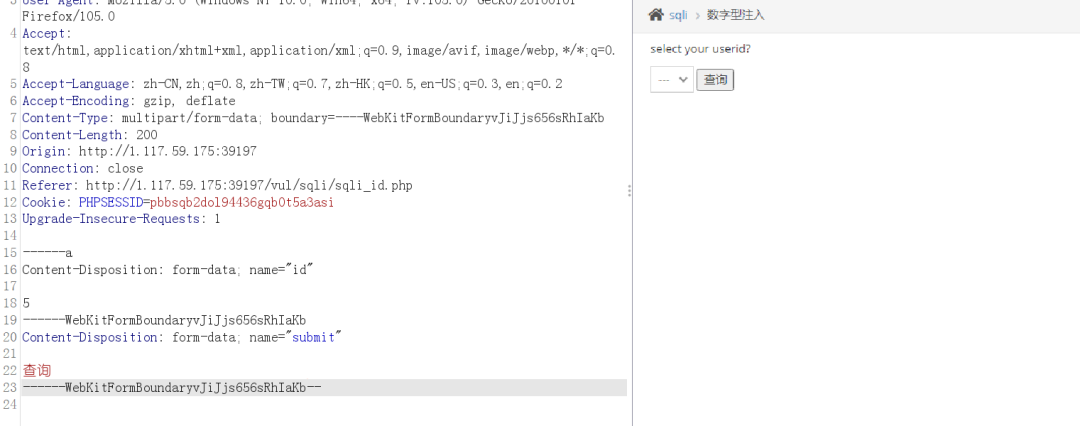 3 User-Agent: Mozilla/5.0 (Windows NT 10.0; Win64; x64; rv:105.0) Gecko/20100101
Firefox/105.0
4 Accept:
text/html,application/xhtml+xml,application/xml;q=0.9,image/avif,image/webp,*/*;q=0.
8
5 Accept-Language: zh-CN,zh;q=0.8,zh-TW;q=0.7,zh-HK;q=0.5,en-US;q=0.3,en;q=0.2
6 Accept-Encoding: gzip, deflate
7 Content-Type: multipart/form-data; boundary=----WebKitFormBoundaryvJiJjs656sRhIaKb
8 Content-Length: 200
9 Origin: http://1.117.59.175:39197
10 Connection: close
11 Referer: http://1.117.59.175:39197/vul/sqli/sqli_id.php
12 Cookie: PHPSESSID=pbbsqb2dol94436gqb0t5a3asi
13 Upgrade-Insecure-Requests: 1
14
15 ------a
16 Content-Disposition: form-data; name="id"
17
18 5
19 ------WebKitFormBoundaryvJiJjs656sRhIaKb
20 Content-Disposition: form-data; name="submit"
21
22 查询
23 ------WebKitFormBoundaryvJiJjs656sRhIaKb--
24
sqli > 数字型注入
select your userid?
--- 查询